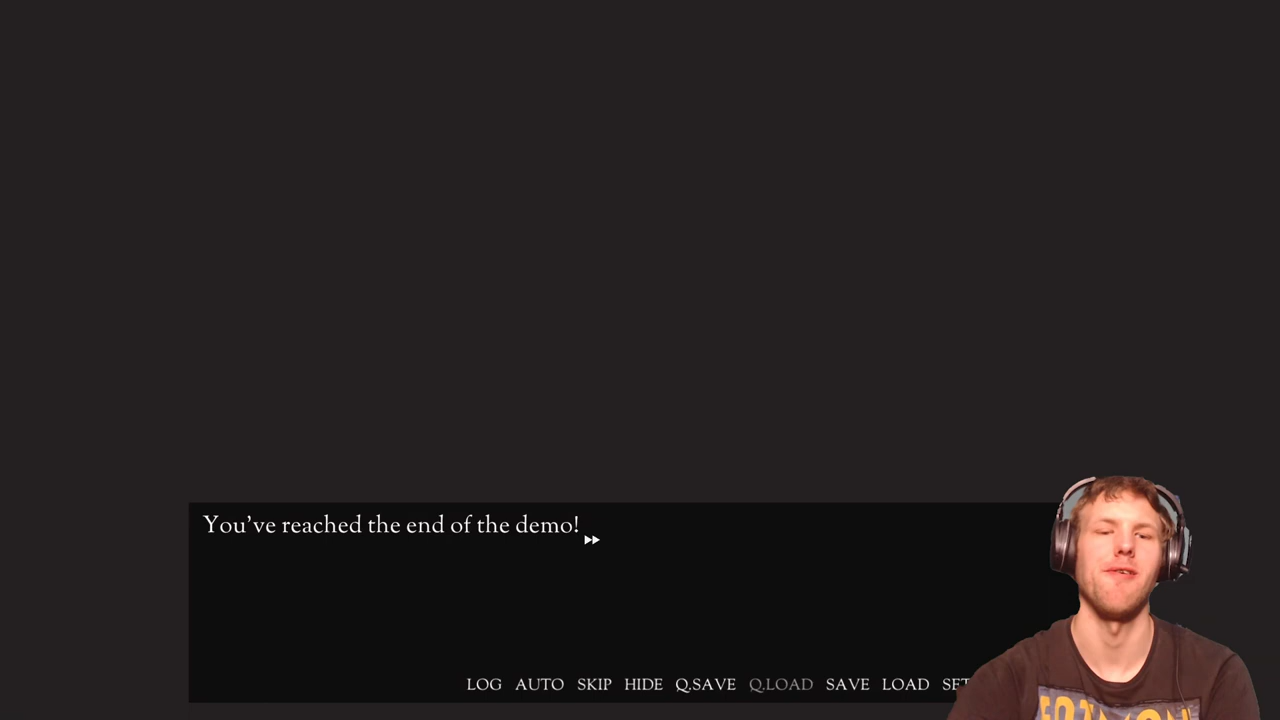 You've reached the end of the demo!
LOG AUTO SKIP HIDE Q.SAVE Q.LOAD SAVE LOAD